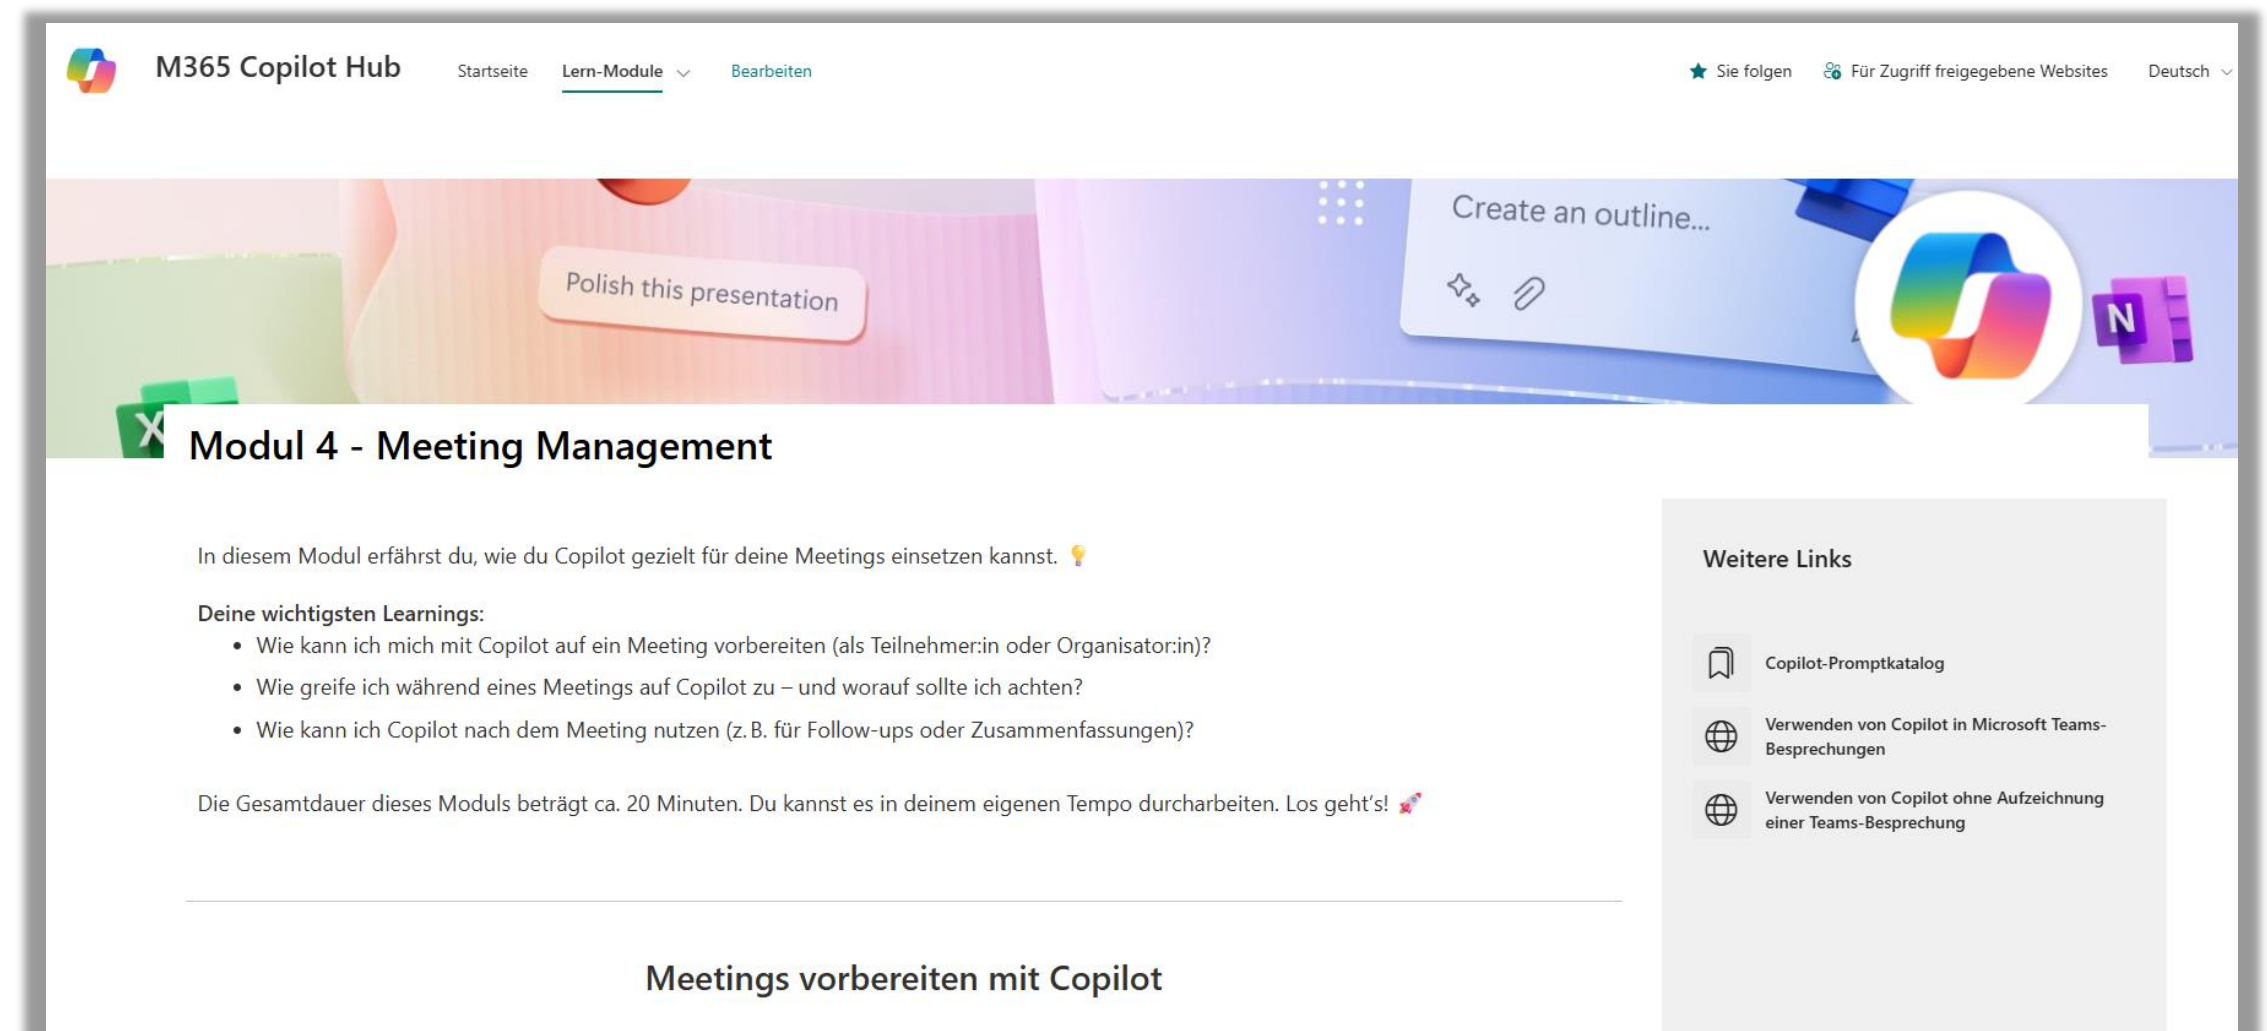 M365 Copilot Hub
Startseite
Lern-Module
Bearbeiten
Sie folgen
Für Zugriff freigegebene Websites
Deutsch
Polish this presentation
Create an outline...
N
X
Modul 4 - Meeting Management
In diesem Modul erfährst du, wie du Copilot gezielt für deine Meetings einsetzen kannst. 💡
Deine wichtigsten Learnings:
• Wie kann ich mich mit Copilot auf ein Meeting vorbereiten (als Teilnehmer:in oder Organisator:in)?
• Wie greife ich während eines Meetings auf Copilot zu – und worauf sollte ich achten?
• Wie kann ich Copilot nach dem Meeting nutzen (z. B. für Follow-ups oder Zusammenfassungen)?
Die Gesamtdauer dieses Moduls beträgt ca. 20 Minuten. Du kannst es in deinem eigenen Tempo durcharbeiten. Los geht's! 🚀
Weitere Links
Copilot-Promptkatalog
Verwenden von Copilot in Microsoft Teams-
Besprechungen
Verwenden von Copilot ohne Aufzeichnung
einer Teams-Besprechung
Meetings vorbereiten mit Copilot